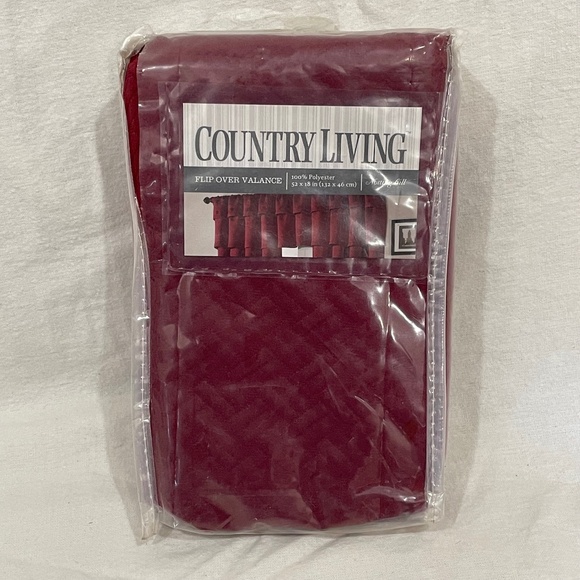 COUNTRY LIVING
FLIP OVER VALANCE
100% Polyester
52 x 18 in (132 x 46 cm)